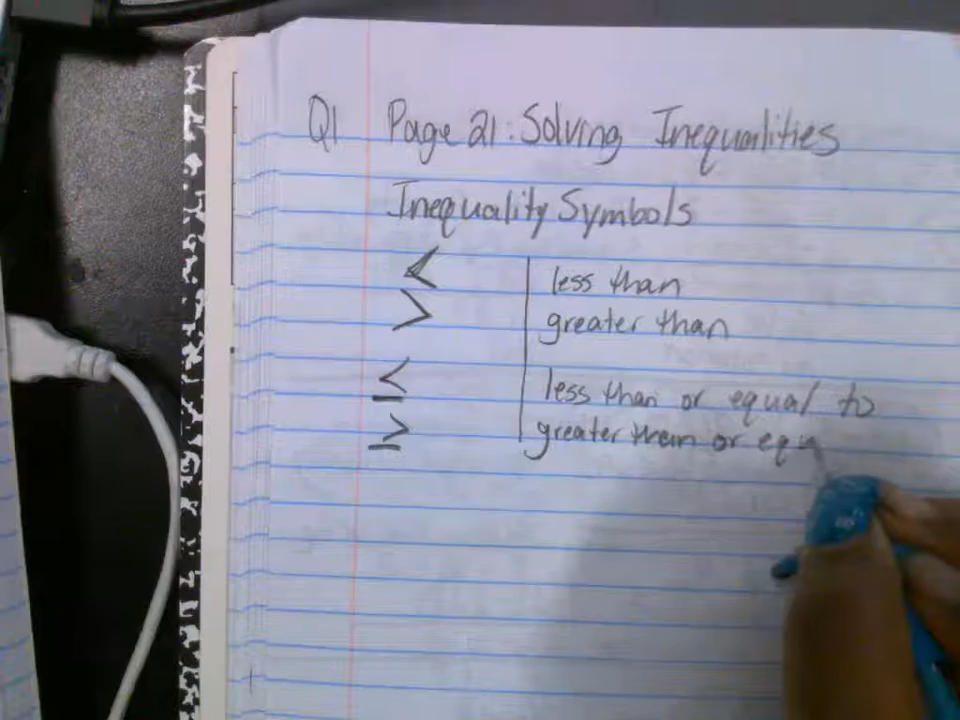 Q1 Page 21: Solving Inequalities
Inequality Symbols
< less than
> greater than
≤ less than or equal to
≥ greater than or equ